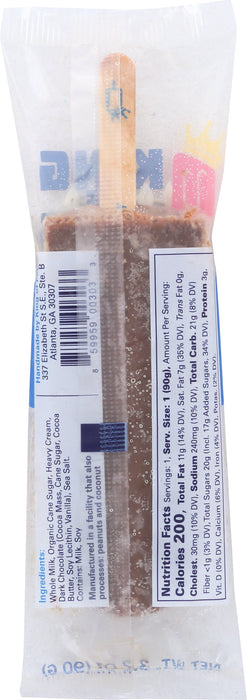 Handmade by King
337 Elizabeth St S.E., Ste. B
Atlanta, GA 30307
8 59959 00303 3
Ingredients:
Whole Milk, Organic Cane Sugar, Heavy Cream,
Dark Chocolate (Cocoa Mass, Cane Sugar, Cocoa
Butter, Soy Lecithin, Vanilla), Sea Salt.
Contains: Milk, Soy
Manufactured in a facility that also
processes peanuts and coconut
Nutrition Facts Servings: 1, Serv. Size: 1 (90g), Amount Per Serving:
Calories 200, Total Fat 11g (14% DV), Sat. Fat 7g (35% DV), Trans Fat 0g,
Cholest. 30mg (10% DV), Sodium 240mg (10% DV), Total Carb. 21g (8% DV)
Fiber <1g (3% DV), Total Sugars 20g (Incl. 17g Added Sugars, 34% DV), Protein 3g,
Vit. D (0% DV), Calcium (6% DV), Iron (4% DV), Potas. (2% DV)
KING
NET WT. 3.2 OZ (90 G)